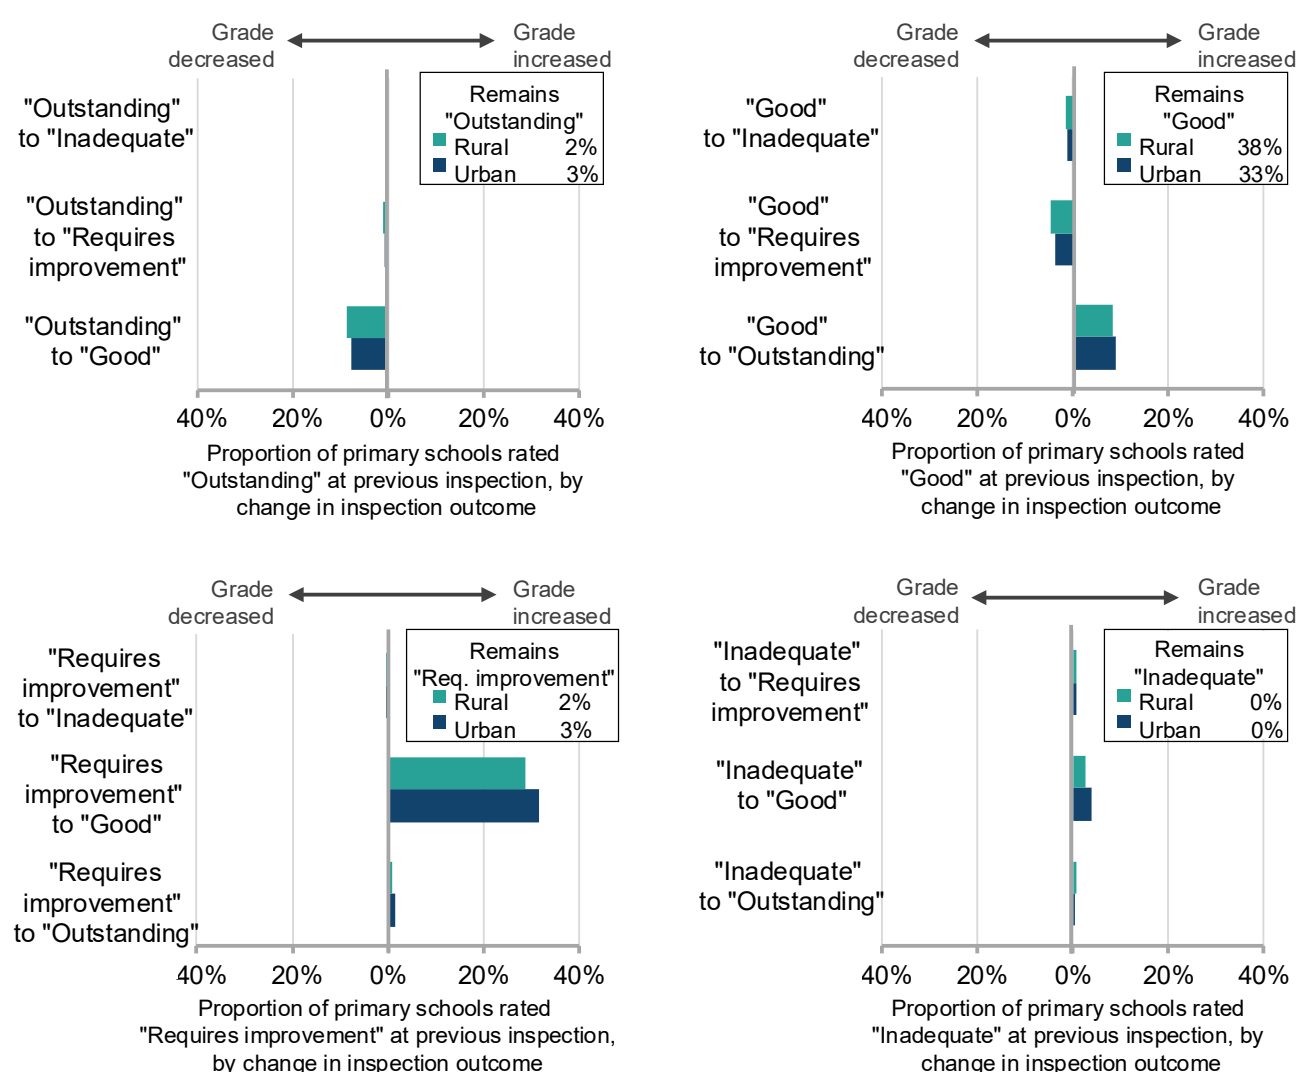 Grade
decreased
Grade
increased
Remains
"Outstanding"
Rural 2%
Urban 3%
"Outstanding"
to "Inadequate"
"Outstanding"
to "Requires
improvement"
"Outstanding"
to "Good"
40% 20% 0% 20% 40%
Proportion of primary schools rated
"Outstanding" at previous inspection, by
change in inspection outcome
Grade
decreased
Grade
increased
Remains
"Good"
Rural 38%
Urban 33%
"Good"
to "Inadequate"
"Good"
to "Requires
improvement"
"Good"
to "Outstanding"
40% 20% 0% 20% 40%
Proportion of primary schools rated
"Good" at previous inspection, by
change in inspection outcome
Grade
decreased
Grade
increased
Remains
"Req. improvement"
Rural 2%
Urban 3%
"Requires
improvement"
to "Inadequate"
"Requires
improvement"
to "Good"
"Requires
improvement"
to "Outstanding"
40% 20% 0% 20% 40%
Proportion of primary schools rated
"Requires improvement" at previous inspection,
by change in inspection outcome
Grade
decreased
Grade
increased
Remains
"Inadequate"
Rural 0%
Urban 0%
"Inadequate"
to "Requires
improvement"
"Inadequate"
to "Good"
"Inadequate"
to "Outstanding"
40% 20% 0% 20% 40%
Proportion of primary schools rated
"Inadequate" at previous inspection, by
change in inspection outcome